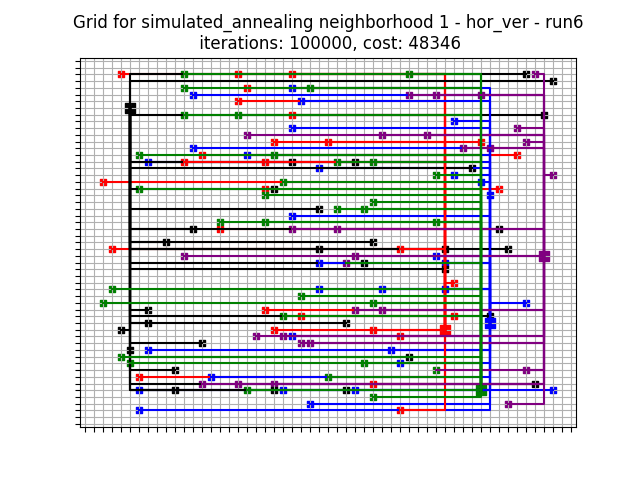 Grid for simulated_annealing neighborhood 1 - hor_ver - run6
iterations: 100000, cost: 48346